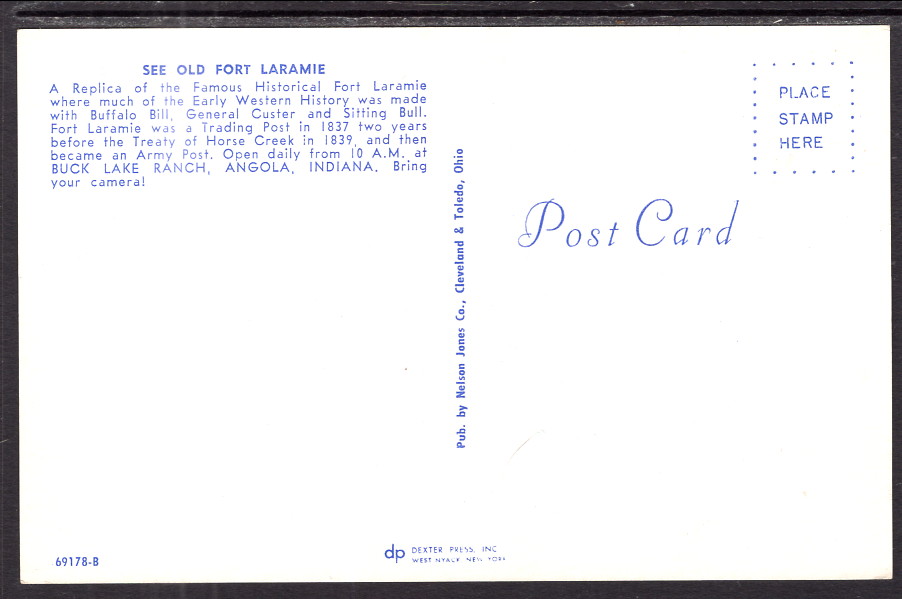 SEE OLD FORT LARAMIE
A Replica of the Famous Historical Fort Laramie
where much of the Early Western History was made
with Buffalo Bill, General Custer and Sitting Bull.
Fort Laramie was a Trading Post in 1837 two years
before the Treaty of Horse Creek in 1839, and then
became an Army Post. Open daily from 10 A.M. at
BUCK LAKE RANCH, ANGOLA, INDIANA. Bring
your camera!
69178-B
Pub. by Nelson Jones Co., Cleveland & Toledo, Ohio
dp DEXTER PRESS, INC
WEST NYACK NEW YORK
PLACE
STAMP
HERE
Post Card